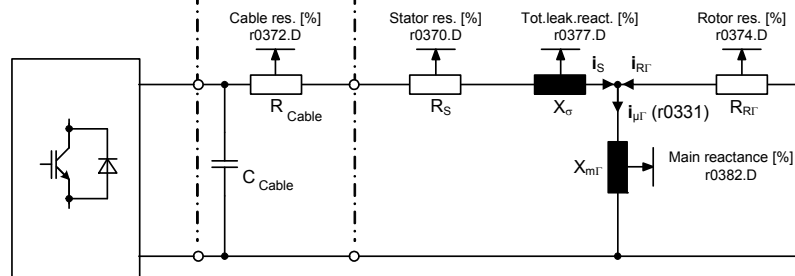 Cable res. [%]
r0372.D
Stator res. [%]
r0370.D
Tot.leak.react. [%]
r0377.D
Rotor res. [%]
r0374.D
iS
iRΓ
R Cable
RS
Xσ
RRΓ
iμΓ (r0331)
C Cable
XmΓ
Main reactance [%]
r0382.D